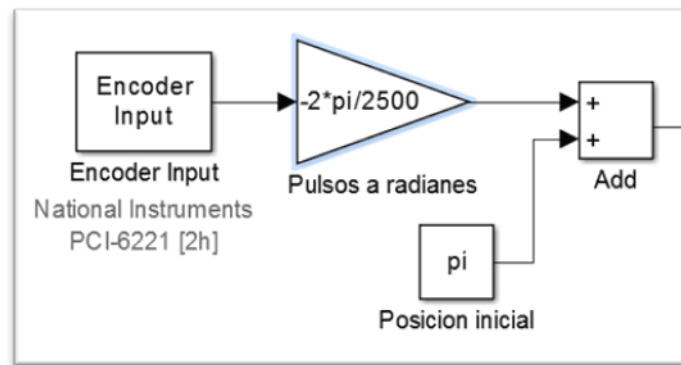 Encoder
Input
Encoder Input
National Instruments
PCI-6221 [2h]
-2*pi/2500
Pulsos a radianes
pi
Posicion inicial
+
+
Add